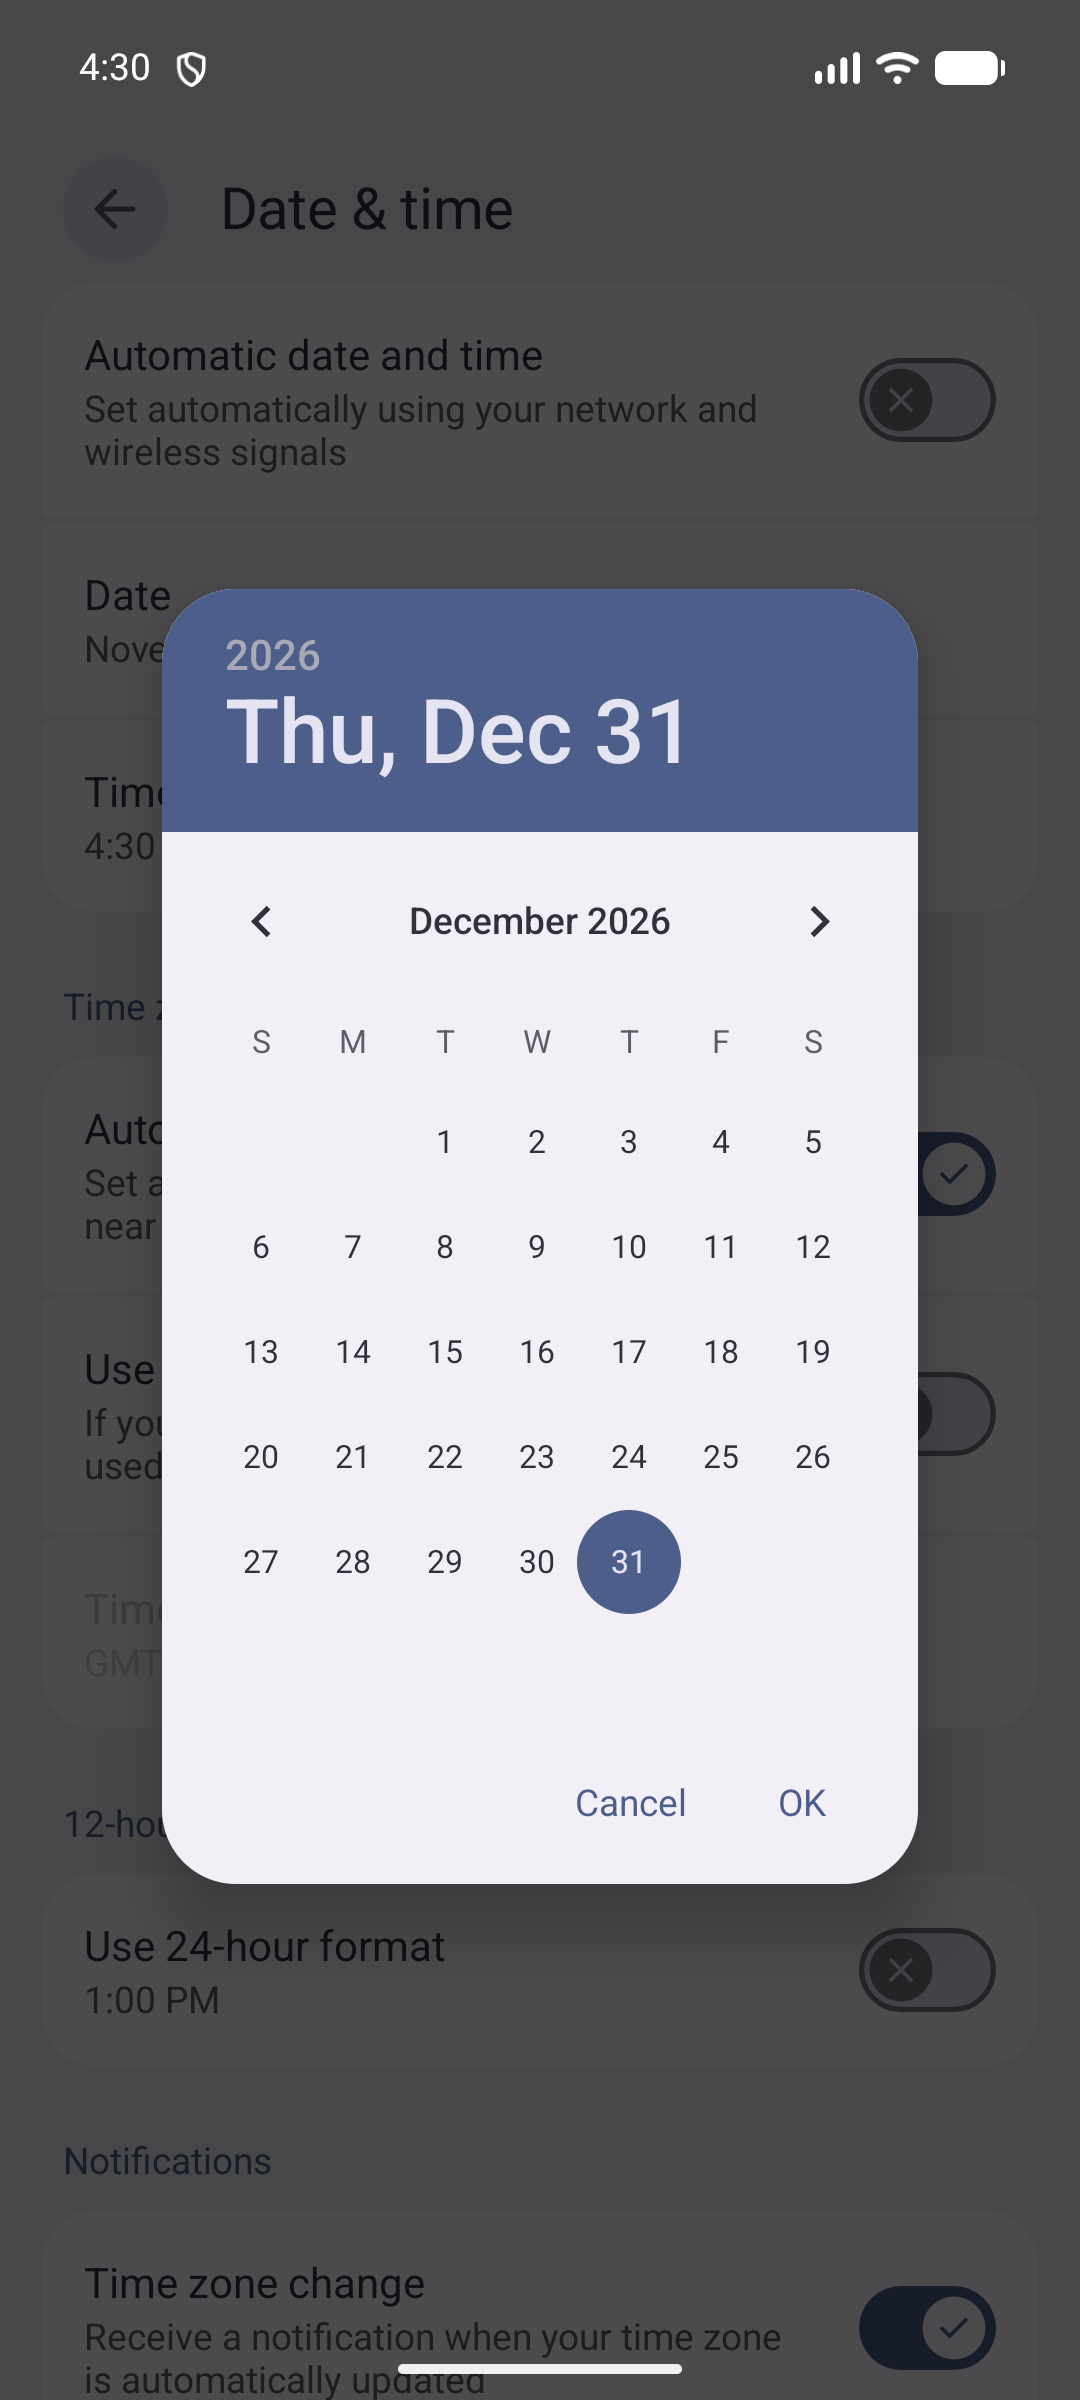 4:30
Date & time
Automatic date and time
Set automatically using your network and
wireless signals
Date
Nove
2026
Thu, Dec 31
Time
4:30
December 2026
Time z
S M T W T F S
Auto
1 2 3 4 5
Set a
near
6 7 8 9 10 11 12
13 14 15 16 17 18 19
Use
If you
used
20 21 22 23 24 25 26
27 28 29 30 31
Time
GMT
Cancel OK
12-hou
Use 24-hour format
1:00 PM
Notifications
Time zone change
Receive a notification when your time zone
is automatically updated